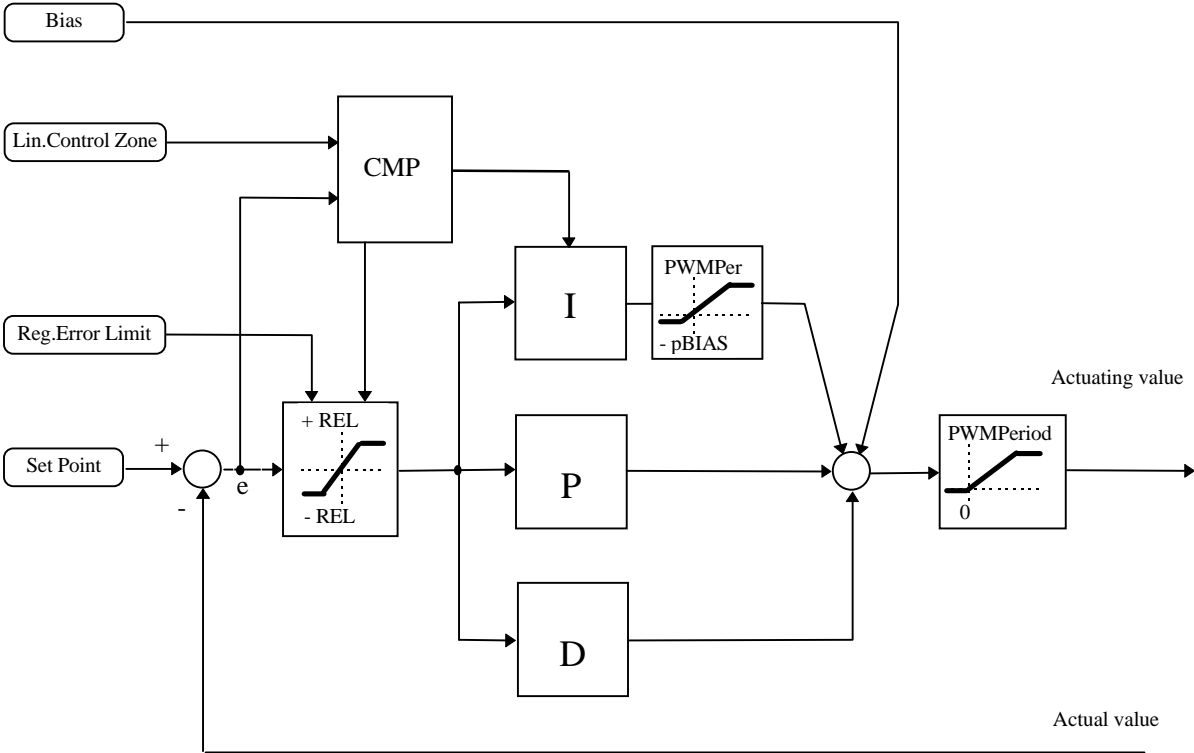 Bias
Lin.Control Zone
CMP
PWMPer
I
- pBIAS
Reg.Error Limit
Actuating value
+ REL
- REL
PWMPeriod
0
+
Set Point
-
e
P
D
Actual value